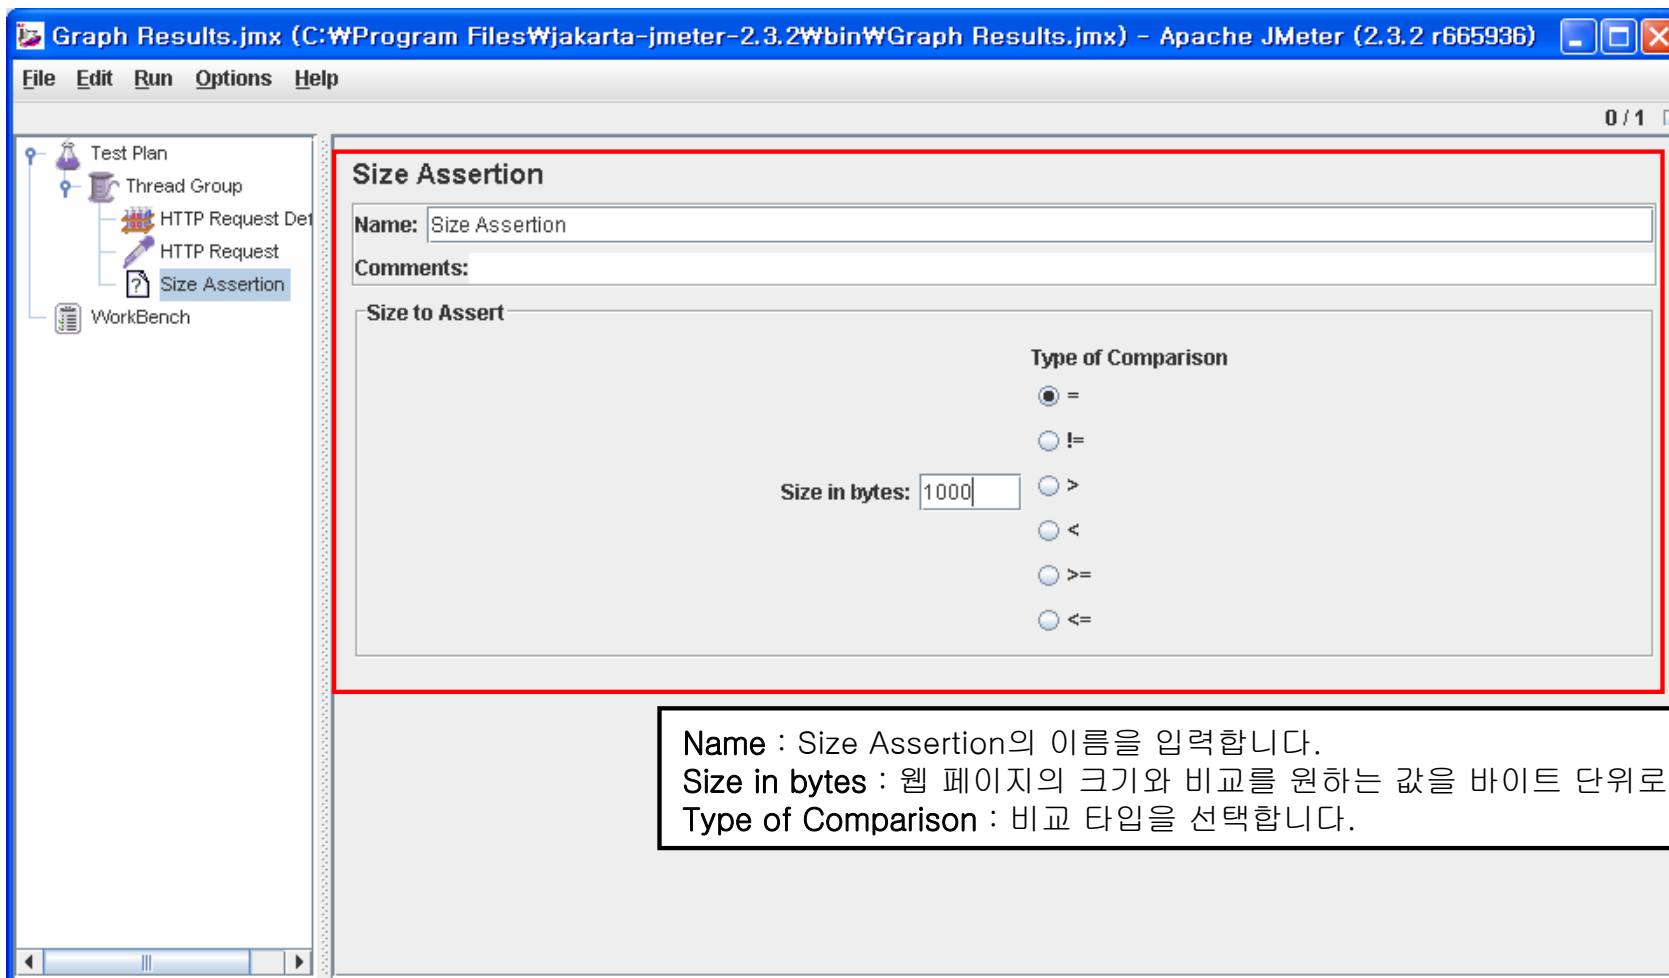 Graph Results.jmx (C:₩Program Files₩jakarta-jmeter-2.3.2₩bin₩Graph Results.jmx) - Apache JMeter (2.3.2 r665936)
File Edit Run Options Help
0 / 1
Test Plan
Thread Group
HTTP Request Def
HTTP Request
Size Assertion
WorkBench
Size Assertion
Name: Size Assertion
Comments:
Size to Assert
Type of Comparison
=
!=
Size in bytes: 1000
>
<
>=
<=
Name : Size Assertion의 이름을 입력합니다.
Size in bytes : 웹 페이지의 크기와 비교를 원하는 값을 바이트 단위로
Type of Comparison : 비교 타입을 선택합니다.